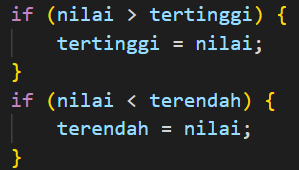 if (nilai > tertinggi) {
    tertinggi = nilai;
}
if (nilai < terendah) {
    terendah = nilai;
}